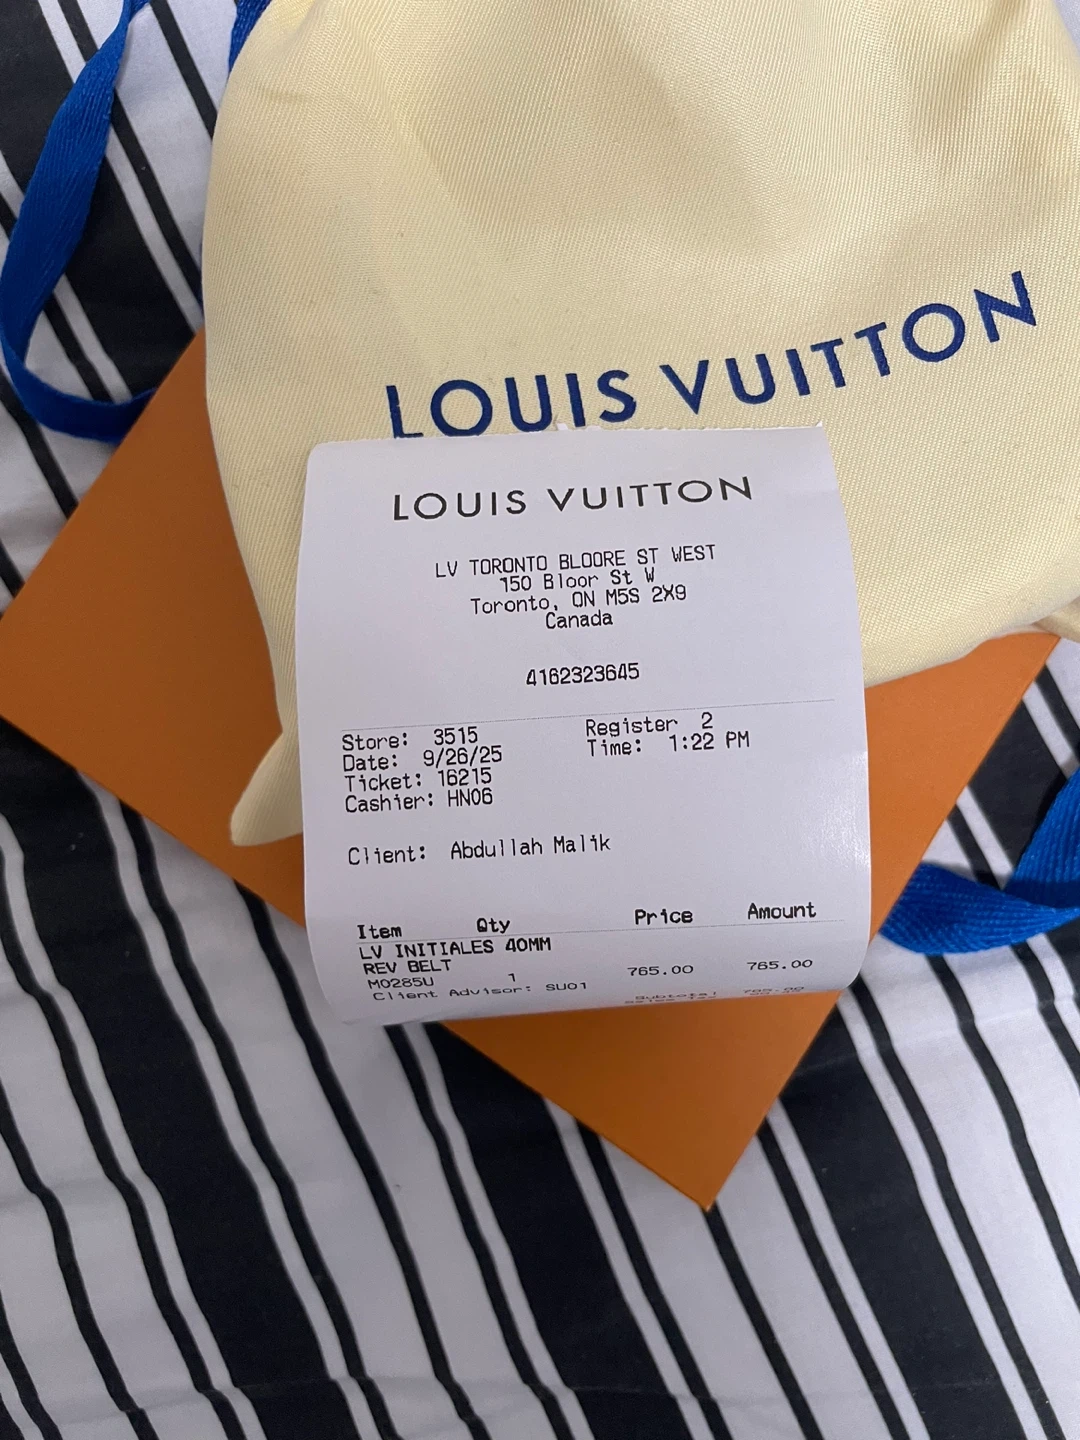 LOUIS VUITTON
LOUIS VUITTON
LV TORONTO BLOORE ST WEST
150 Bloor St W
Toronto, ON M5S 2X9
Canada
4162323645
Store: 3515 Register 2
Date: 9/26/25 Time: 1:22 PM
Ticket: 16215
Cashier: HN06
Client: Abdullah Malik
Item Qty Price Amount
LV INITIALES 40MM
REV BELT
M0285U 1 765.00 765.00
Client Advisor: SU01
Subtotal